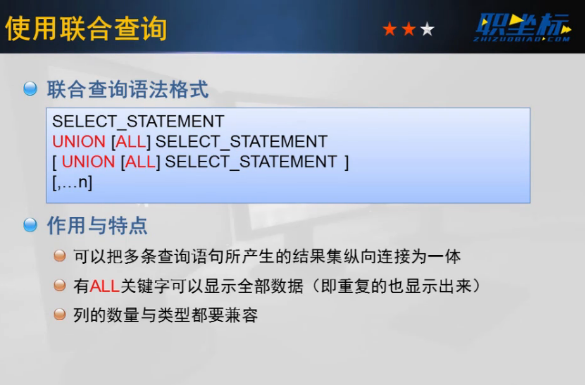 使用联合查询
职坐标
ZHIZUOBIAO.COM
联合查询语法格式
SELECT_STATEMENT
UNION [ALL] SELECT_STATEMENT
[ UNION [ALL] SELECT_STATEMENT ]
[,…n]
作用与特点
可以把多条查询语句所产生的结果集纵向连接为一体
有ALL关键字可以显示全部数据（即重复的也显示出来）
列的数量与类型都要兼容